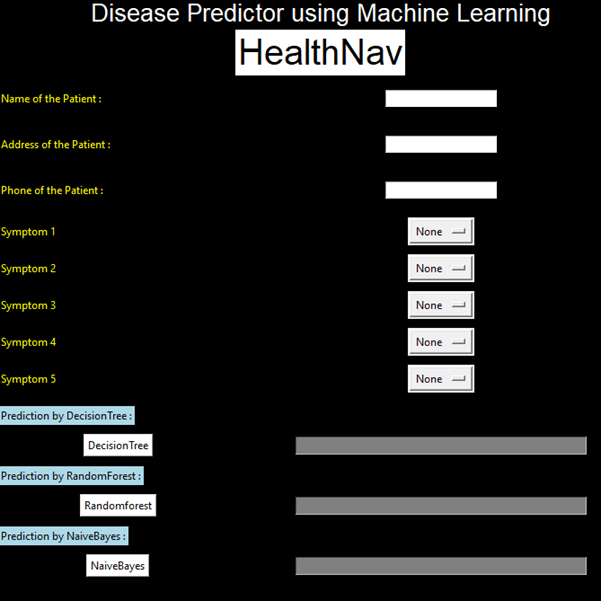 Disease Predictor using Machine Learning
HealthNav
Name of the Patient :
Address of the Patient :
Phone of the Patient :
Symptom 1 None
Symptom 2 None
Symptom 3 None
Symptom 4 None
Symptom 5 None
Prediction by DecisionTree :
DecisionTree
Prediction by RandomForest :
Randomforest
Prediction by NaiveBayes :
NaiveBayes